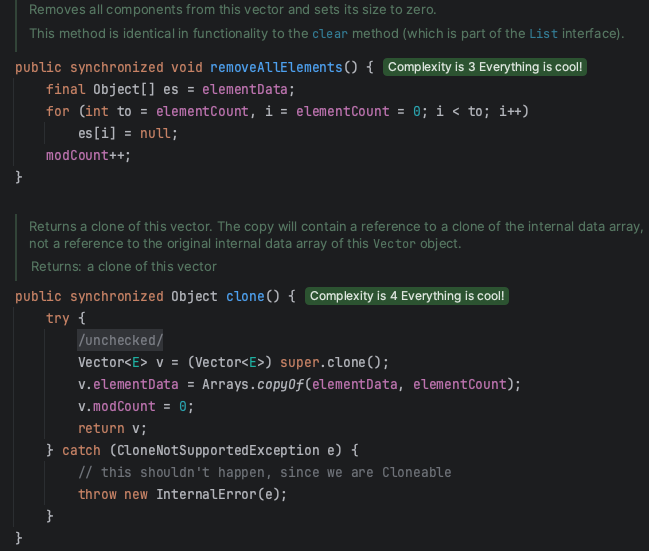 Removes all components from this vector and sets its size to zero.
This method is identical in functionality to the clear method (which is part of the List interface).
public synchronized void removeAllElements() { Complexity is 3 Everything is cool!
    final Object[] es = elementData;
    for (int to = elementCount, i = elementCount = 0; i < to; i++)
        es[i] = null;
    modCount++;
}
Returns a clone of this vector. The copy will contain a reference to a clone of the internal data array,
not a reference to the original internal data array of this Vector object.
Returns: a clone of this vector
public synchronized Object clone() { Complexity is 4 Everything is cool!
    try {
        /unchecked/
        Vector<E> v = (Vector<E>) super.clone();
        v.elementData = Arrays.copyOf(elementData, elementCount);
        v.modCount = 0;
        return v;
    } catch (CloneNotSupportedException e) {
        // this shouldn't happen, since we are Cloneable
        throw new InternalError(e);
    }
}